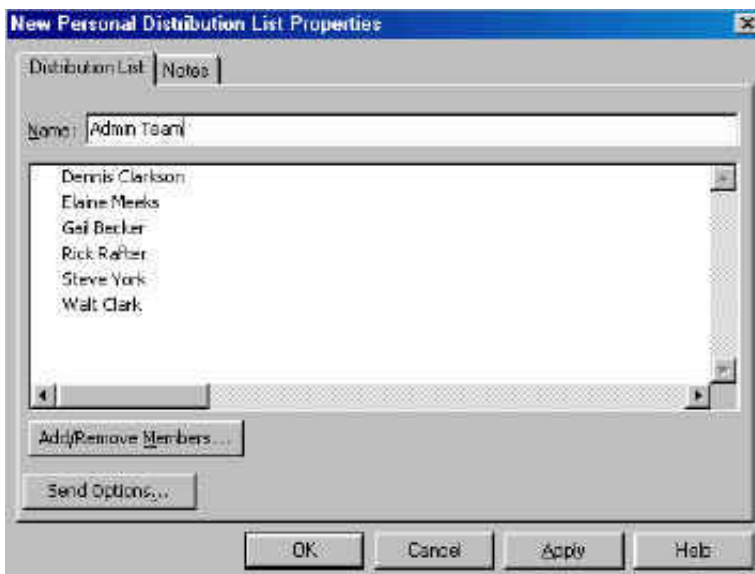 New Personal Distribution List Properties
Distribution List Notes
Name: Admin Team
Dennis Clarkson
Elaine Meeks
Gail Becker
Rick Rafter
Steve York
Walt Clark
Add/Remove Members...
Send Options...
OK Cancel Apply Help